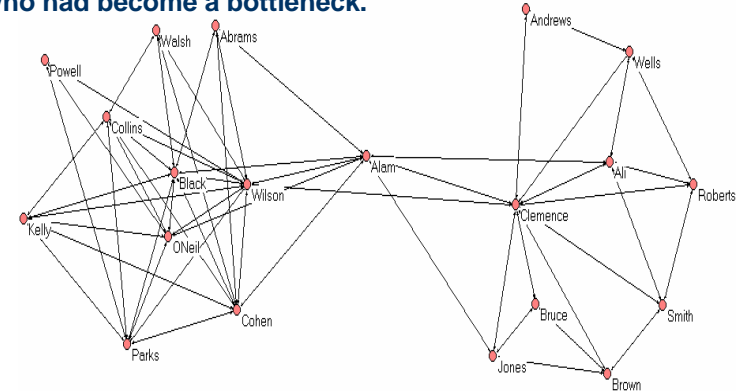 who had become a bottleneck.
Andrews
Walsh
Abrams
Wells
Powell
Collins
Alam
Ali
Black
Wilson
Roberts
Clemence
Kelly
ONeil
Cohen
Bruce
Smith
Parks
Jones
Brown